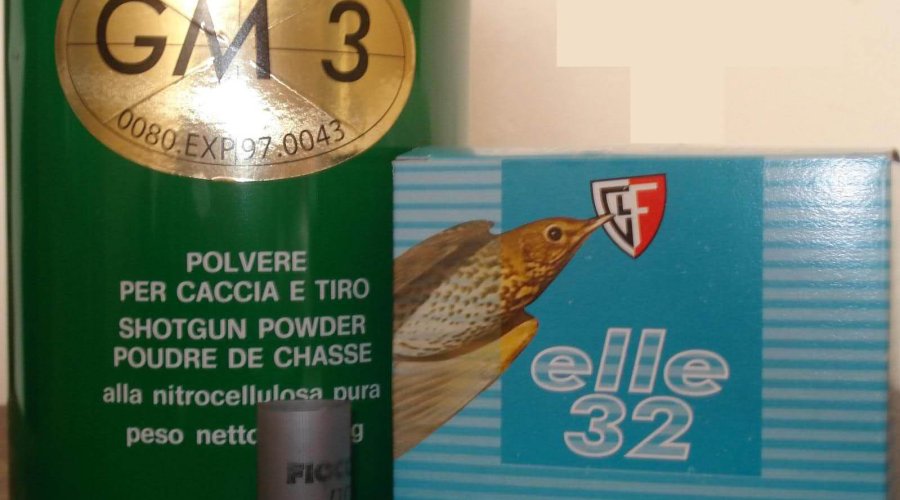 GM 3
0080.EXP.97.0043
POLVERE
PER CACCIA E TIRO
SHOTGUN POWDER
POUDRE DE CHASSE
alla nitrocellulosa pura
peso netto g
elle
32